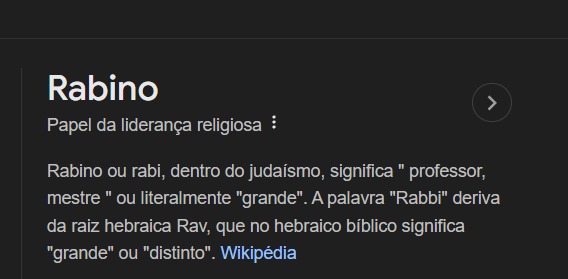 Rabino
Papel da liderança religiosa
Rabino ou rabi, dentro do judaísmo, significa " professor,
mestre " ou literalmente "grande". A palavra "Rabbi" deriva
da raiz hebraica Rav, que no hebraico bíblico significa
"grande" ou "distinto". Wikipédia